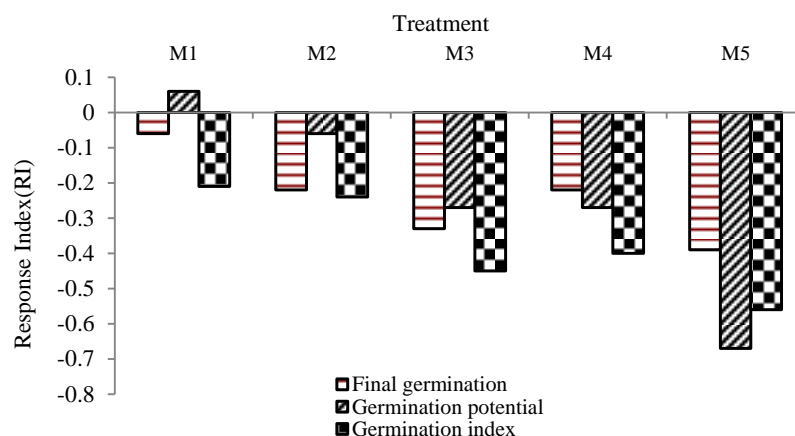 Treatment
M1 M2 M3 M4 M5
0.1
0
-0.1
-0.2
-0.3
-0.4
-0.5
-0.6
-0.7
-0.8
Response Index(RI)
Final germination
Germination potential
Germination index